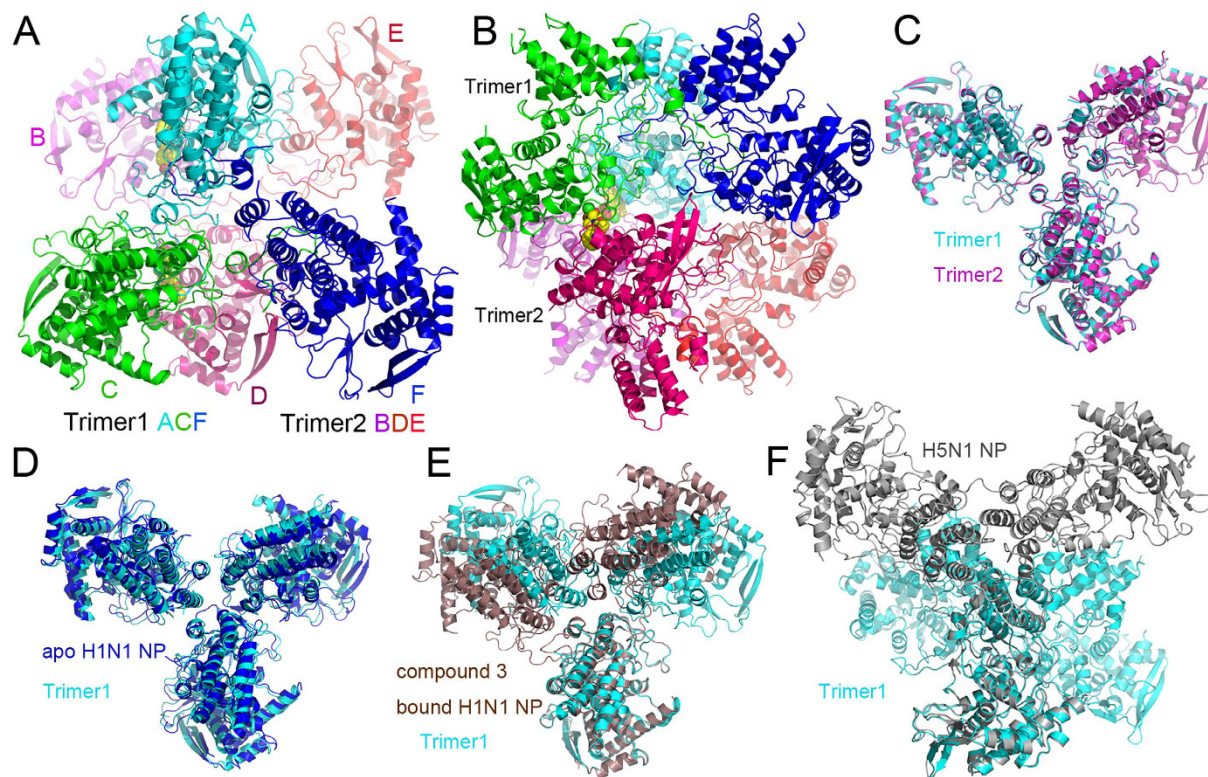 A
A
E
B
C
D
F
Trimer1 ACF
Trimer2 BDE
B
Trimer1
Trimer2
C
Trimer1
Trimer2
D
apo H1N1 NP
Trimer1
E
compound 3
bound H1N1 NP
Trimer1
F
H5N1 NP
Trimer1